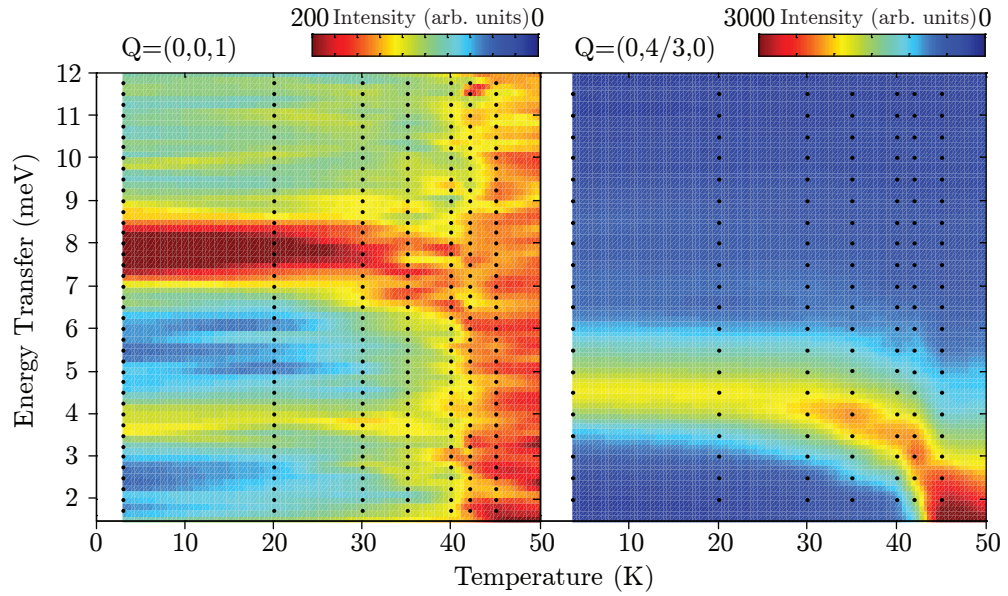 200 Intensity (arb. units) 0
3000 Intensity (arb. units) 0
Q=(0,0,1)
Q=(0,4/3,0)
12
11
10
9
8
7
6
5
4
3
2
Energy Transfer (meV)
0 10 20 30 40 50
10 20 30 40 50
Temperature (K)